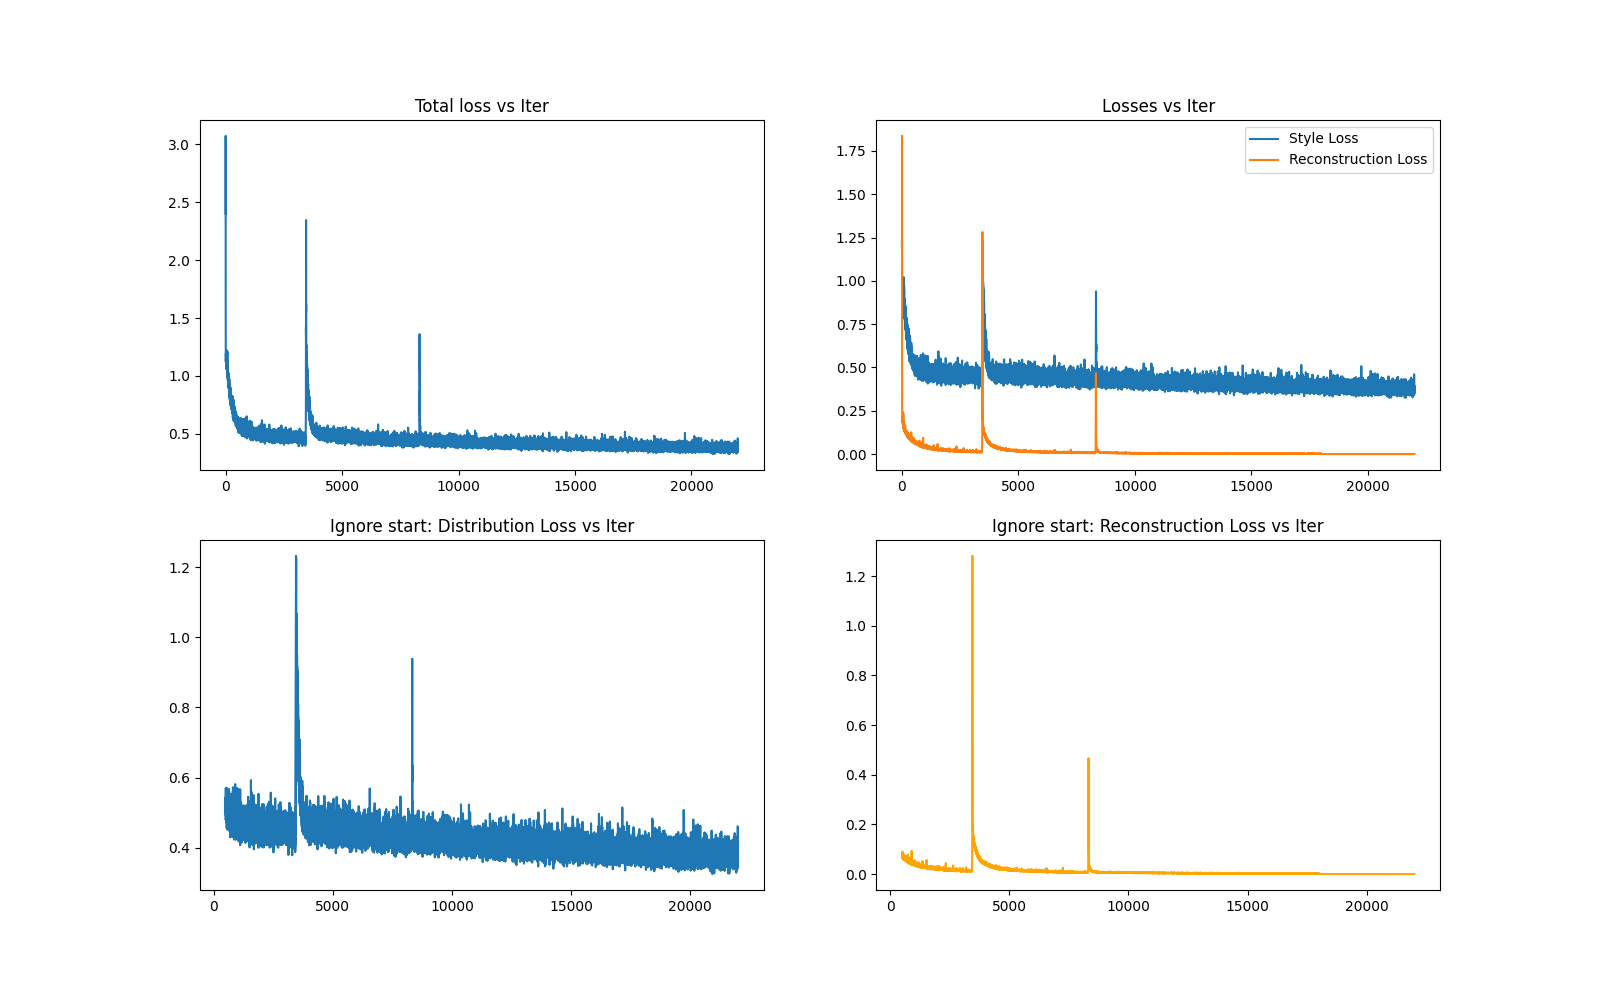 Total loss vs Iter
3.0
2.5
2.0
1.5
1.0
0.5
0 5000 10000 15000 20000
Losses vs Iter
Style Loss
Reconstruction Loss
1.75
1.50
1.25
1.00
0.75
0.50
0.25
0.00
0 5000 10000 15000 20000
Ignore start: Distribution Loss vs Iter
1.2
1.0
0.8
0.6
0.4
0 5000 10000 15000 20000
Ignore start: Reconstruction Loss vs Iter
1.2
1.0
0.8
0.6
0.4
0.2
0.0
0 5000 10000 15000 20000